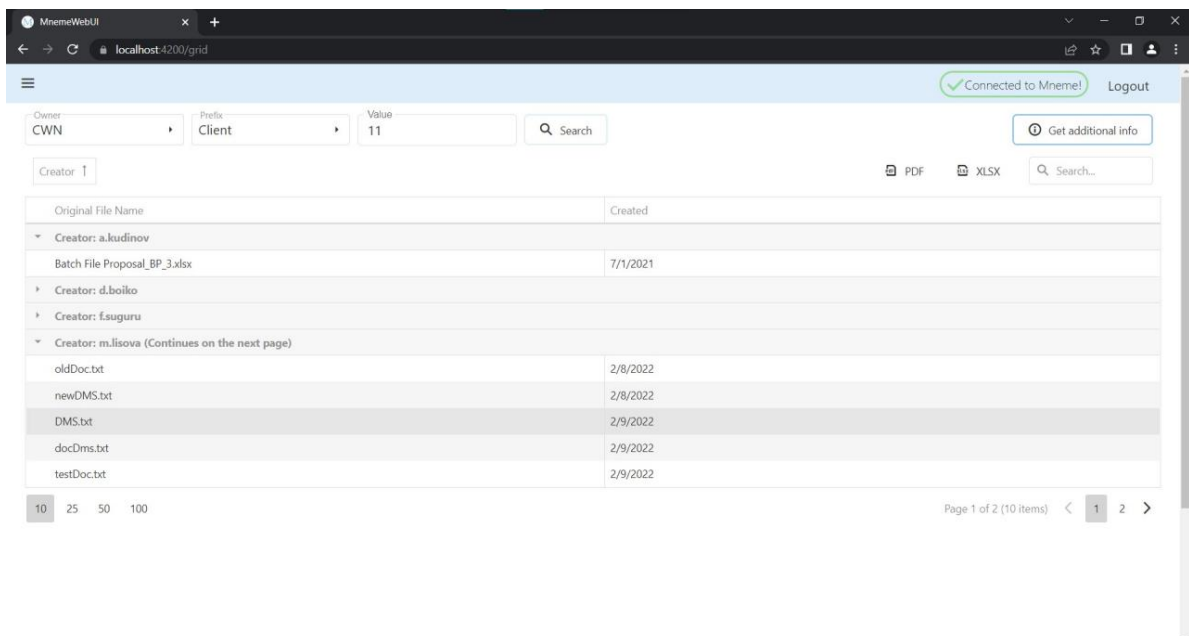 MnemeWebUI
localhost:4200/grid
Connected to Mneme! Logout
Owner Prefix Value
CWN Client 11 Search Get additional info
Creator PDF XLSX Search...
Original File Name Created
Creator: a.kudinov
Batch File Proposal_BP_3.xlsx 7/1/2021
Creator: d.boiko
Creator: f.suguru
Creator: m.lisova (Continues on the next page)
oldDoc.txt 2/8/2022
newDMS.txt 2/8/2022
DMS.txt 2/9/2022
docDms.txt 2/9/2022
testDoc.txt 2/9/2022
10 25 50 100 Page 1 of 2 (10 items) 1 2